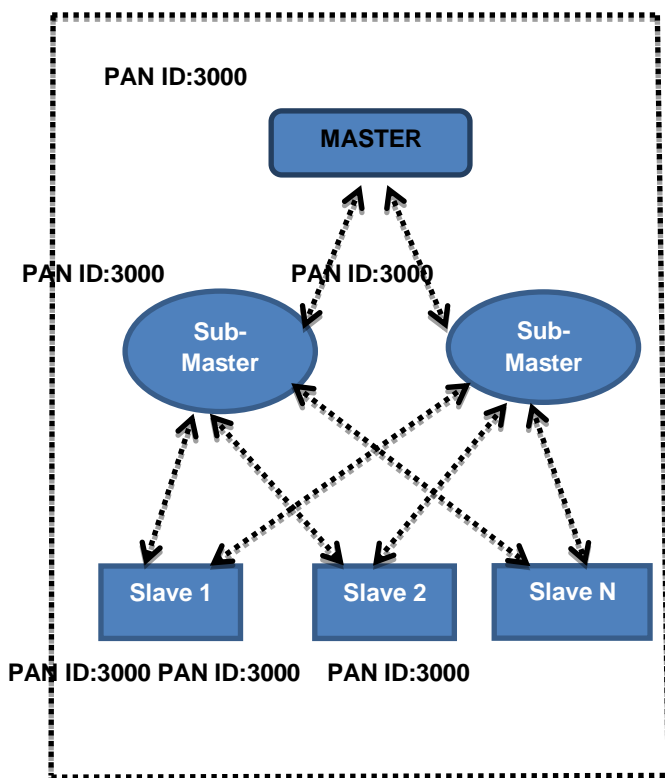 PAN ID:3000
MASTER
PAN ID:3000 PAN ID:3000
Sub-
Master
Sub-
Master
Slave 1
Slave 2
Slave N
PAN ID:3000 PAN ID:3000 PAN ID:3000